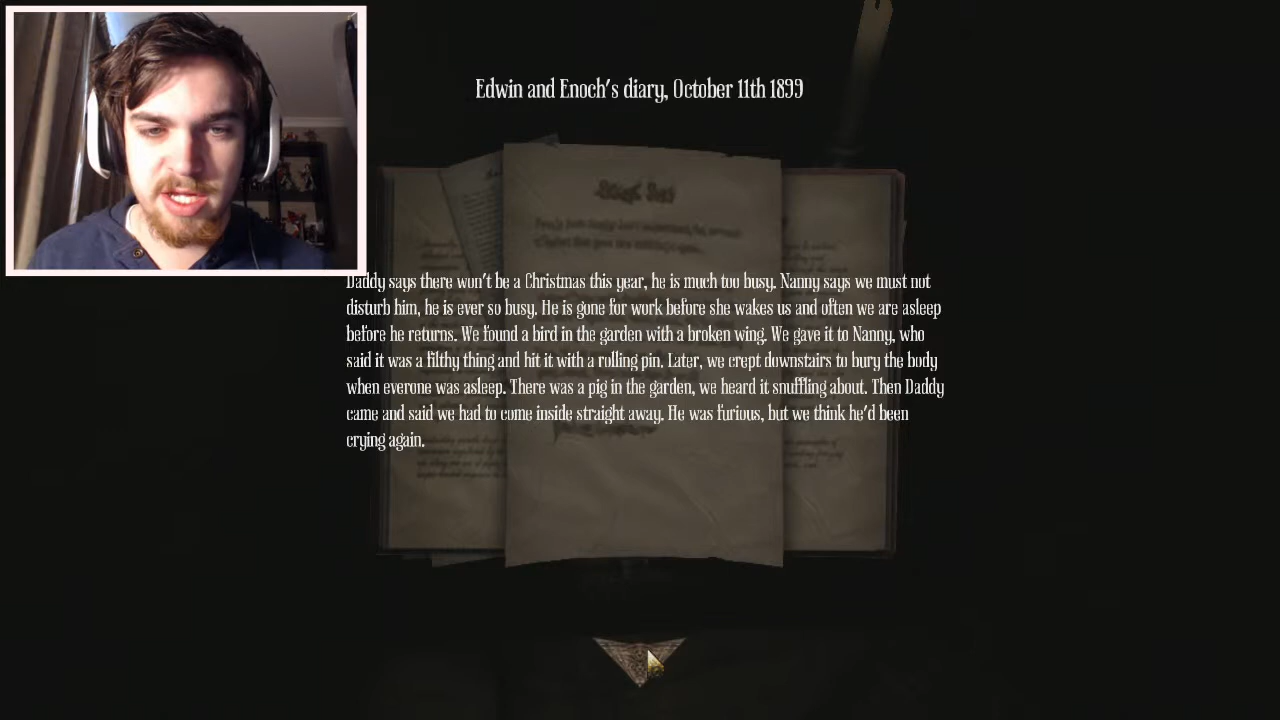 Edwin and Enoch's diary, October 11th 1899
Daddy says there won't be a Christmas this year, he is much too busy. Nanny says we must not
disturb him, he is ever so busy. He is gone for work before she wakes us and often we are asleep
before he returns. We found a bird in the garden with a broken wing. We gave it to Nanny, who
said it was a filthy thing and hit it with a rolling pin. Later, we crept downstairs to bury the body
when everone was asleep. There was a pig in the garden, we heard it snuffling about. Then Daddy
came and said we had to come inside straight away. He was furious, but we think he'd been
crying again.